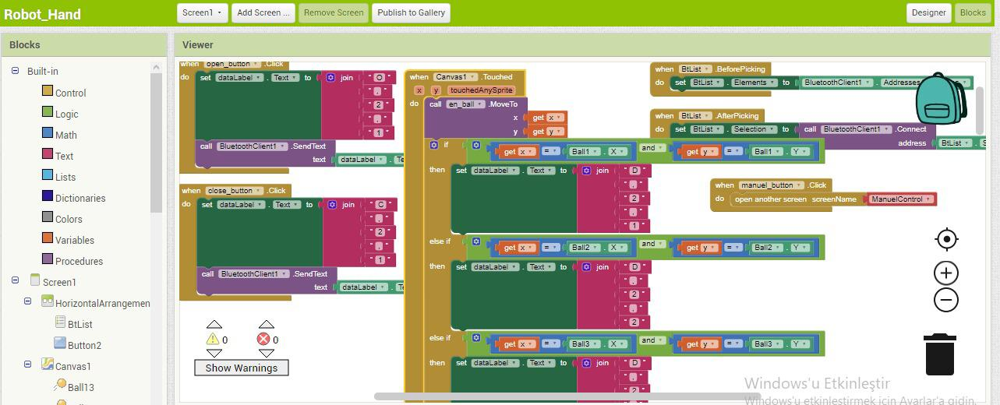 Robot_Hand
Screen1
Add Screen ...
Remove Screen
Publish to Gallery
Designer
Blocks
Blocks
Built-in
Control
Logic
Math
Text
Lists
Dictionaries
Colors
Variables
Procedures
Screen1
HorizontalArrangemen
BtList
Button2
Canvas1
Ball13
Viewer
when open_button .Click
do set dataLabel . Text to join " O "
" , "
" 2 "
" , "
" 1 "
call BluetoothClient1 .SendText
text dataLabel . Te
when close_button .Click
do set dataLabel . Text to join " C "
" , "
" 2 "
" , "
" 1 "
call BluetoothClient1 .SendText
text dataLabel . T
0
0
Show Warnings
when Canvas1 .Touched
x y touchedAnySprite
do call en_ball .MoveTo
x get x
y get y
if get x = Ball1 . X and get y = Ball1 . Y
then set dataLabel . Text to join " D "
" , "
" 2 "
" , "
" 1 "
else if get x = Ball2 . X and get y = Ball2 . Y
then set dataLabel . Text to join " D "
" , "
" 2 "
" , "
" 2 "
else if get x = Ball3 . X and get y = Ball3 . Y
then set dataLabel . Text to join " D "
" , "
" 2 "
when BtList .BeforePicking
do set BtList . Elements to BluetoothClient1 . Addresses
when BtList .AfterPicking
do set BtList . Selection to call BluetoothClient1 .Connect
address BtList . S
when manuel_button .Click
do open another screen screenName ManuelControl
Windows'u Etkinleştir
Windows'u etkinleştirmek için Ayarlar'a gidin.